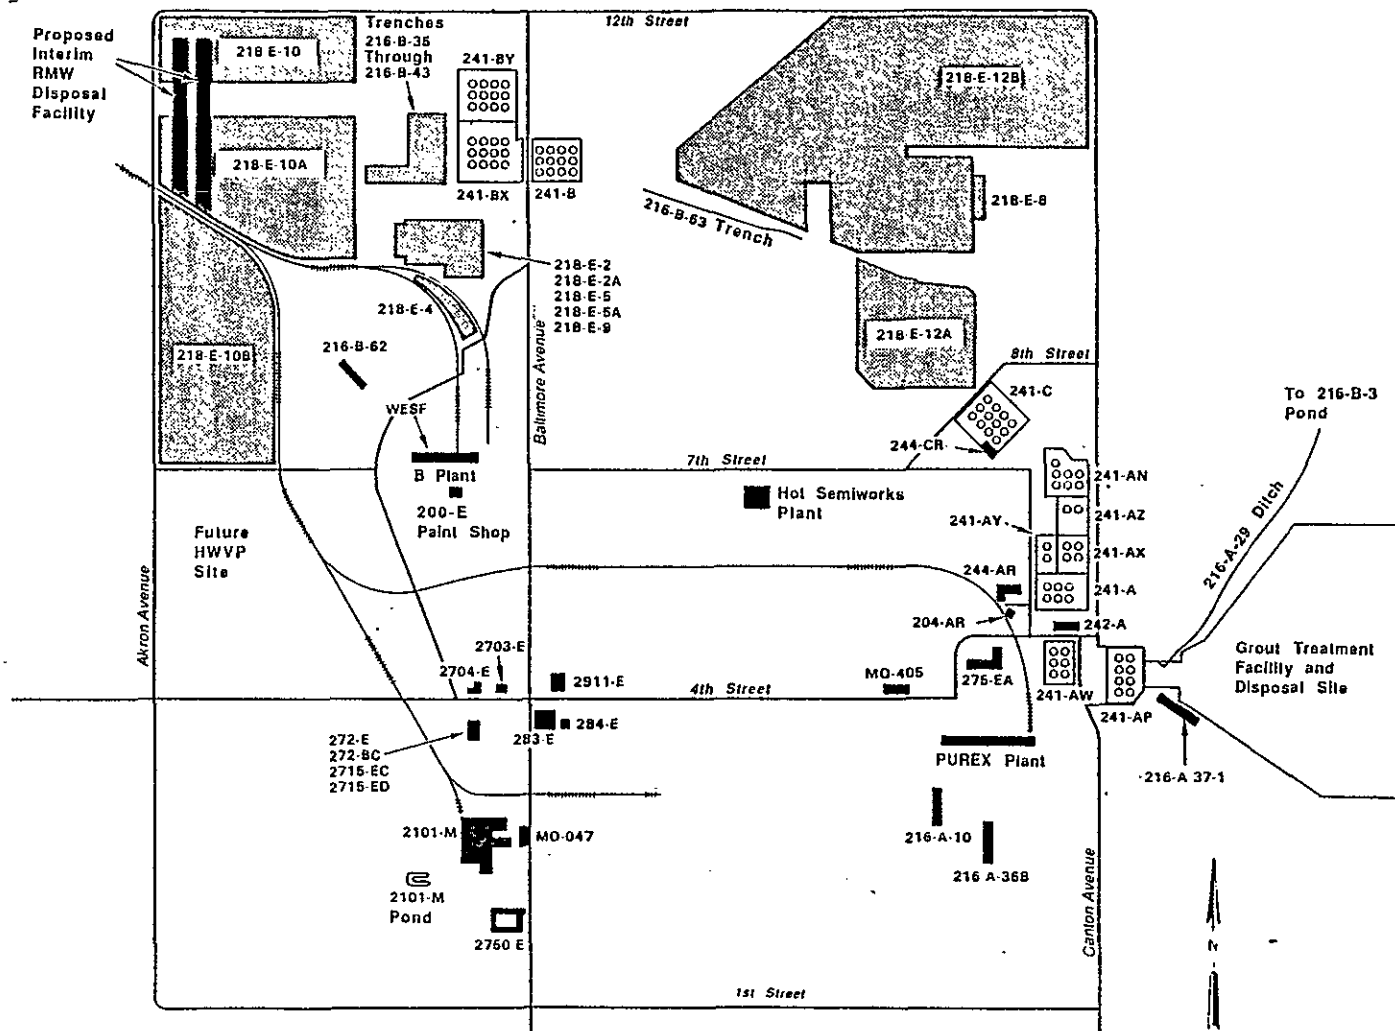 12th Street
Proposed
Interim
RMW
Disposal
Facility
218 E-10
Trenches
216-B-35
Through
216-B-43
241-BY
218-E-12B
218-E-10A
241-BX
241-B
218-E-8
216-B-63 Trench
218-E-2
218-E-2A
218-E-5
218-E-5A
218-E-9
218-E-4
Baltimore Avenue
218-E-12A
218-E-10B
216-B-62
8th Street
241-C
To 216-B-3
Pond
WESF
244-CR
B Plant
7th Street
241-AN
200-E
Paint Shop
Hot Semiworks
Plant
241-AZ
241-AY
216-A-29 Ditch
Future
HWVP
Site
241-AX
244-AR
241-A
Akron Avenue
204-AR
242-A
2703-E
2704-E
2911-E
MO-405
275-EA
Grout Treatment
Facility and
Disposal Site
4th Street
241-AW
241-AP
272-E
272-BC
2715-EC
2715-ED
283-E
284-E
PUREX Plant
216-A 37-1
2101-M
MO-047
216-A-10
216 A-36B
2101-M
Pond
2750 E
Canton Avenue
N
1st Street